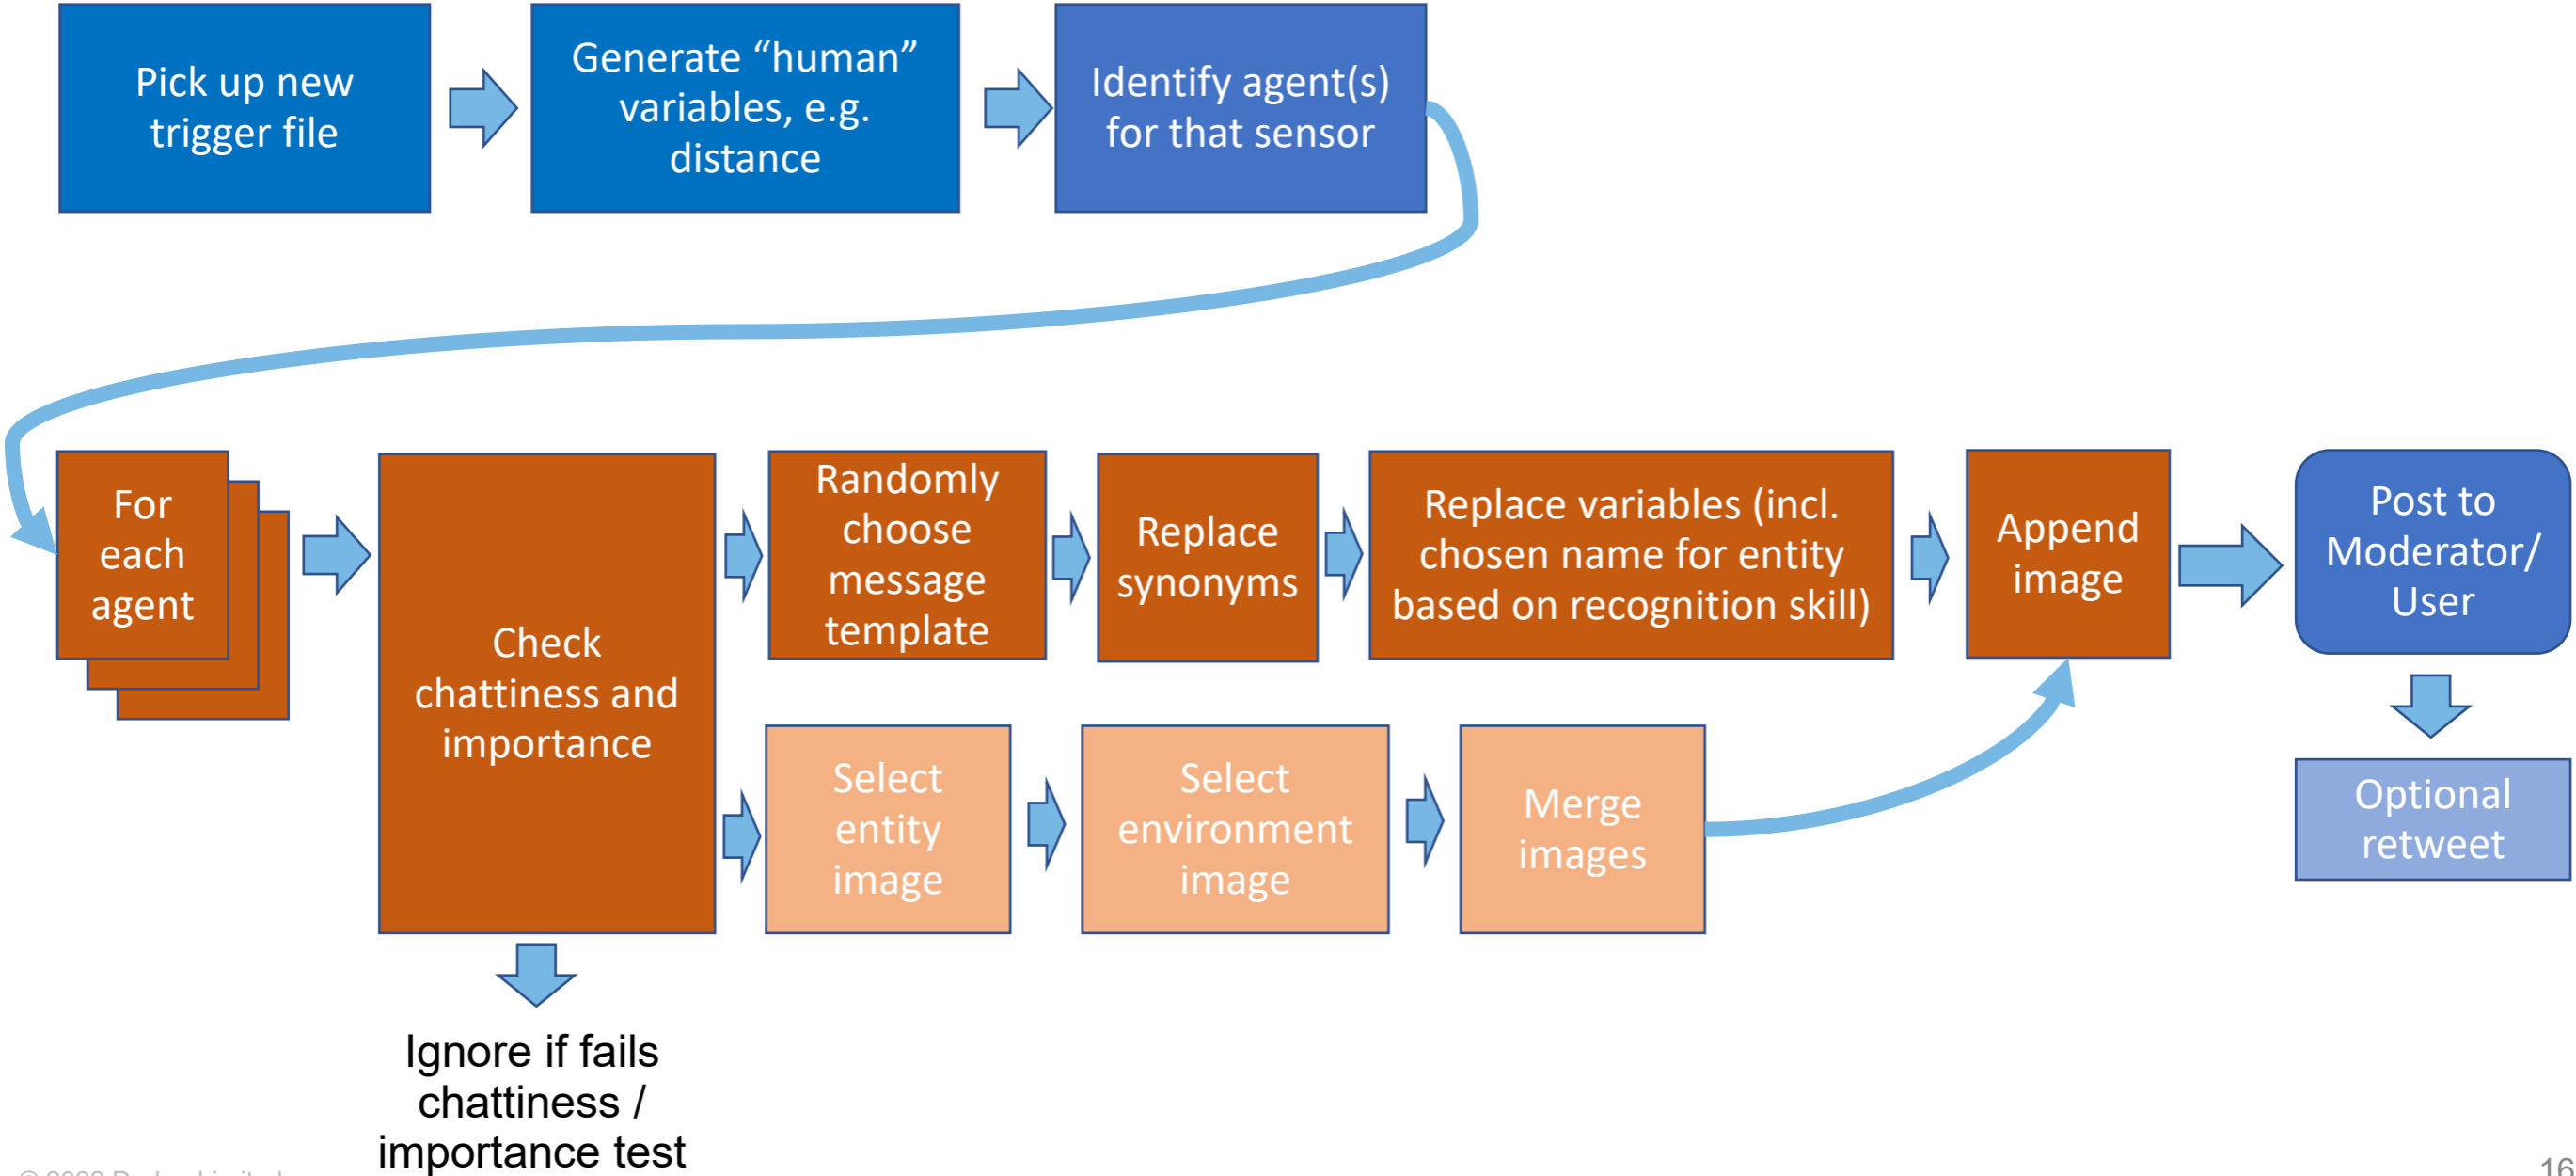 Pick up new
trigger file
Generate “human”
variables, e.g.
distance
Identify agent(s)
for that sensor
For
each
agent
Check
chattiness and
importance
Randomly
choose
message
template
Replace
synonyms
Replace variables (incl.
chosen name for entity
based on recognition skill)
Append
image
Post to
Moderator/
User
Select
entity
image
Select
environment
image
Merge
images
Optional
retweet
Ignore if fails
chattiness /
importance test
16